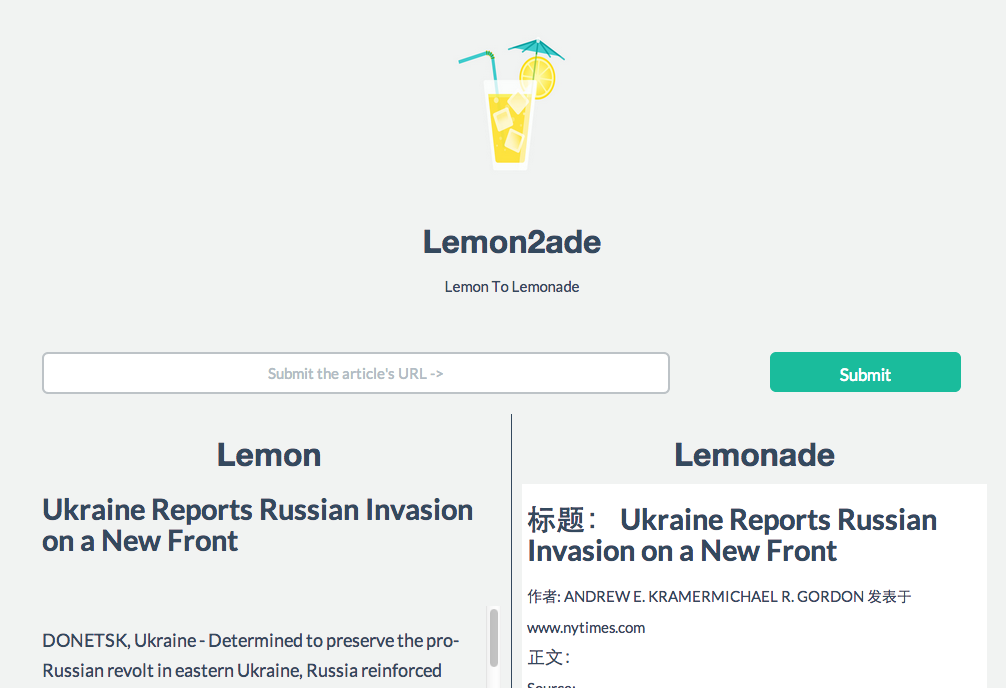 Lemon2ade
Lemon To Lemonade
Submit the article's URL ->
Submit
Lemon
Ukraine Reports Russian Invasion
on a New Front
DONETSK, Ukraine - Determined to preserve the pro-
Russian revolt in eastern Ukraine, Russia reinforced
Lemonade
标题： Ukraine Reports Russian
Invasion on a New Front
作者: ANDREW E. KRAMERMICHAEL R. GORDON 发表于
www.nytimes.com
正文：
Source: